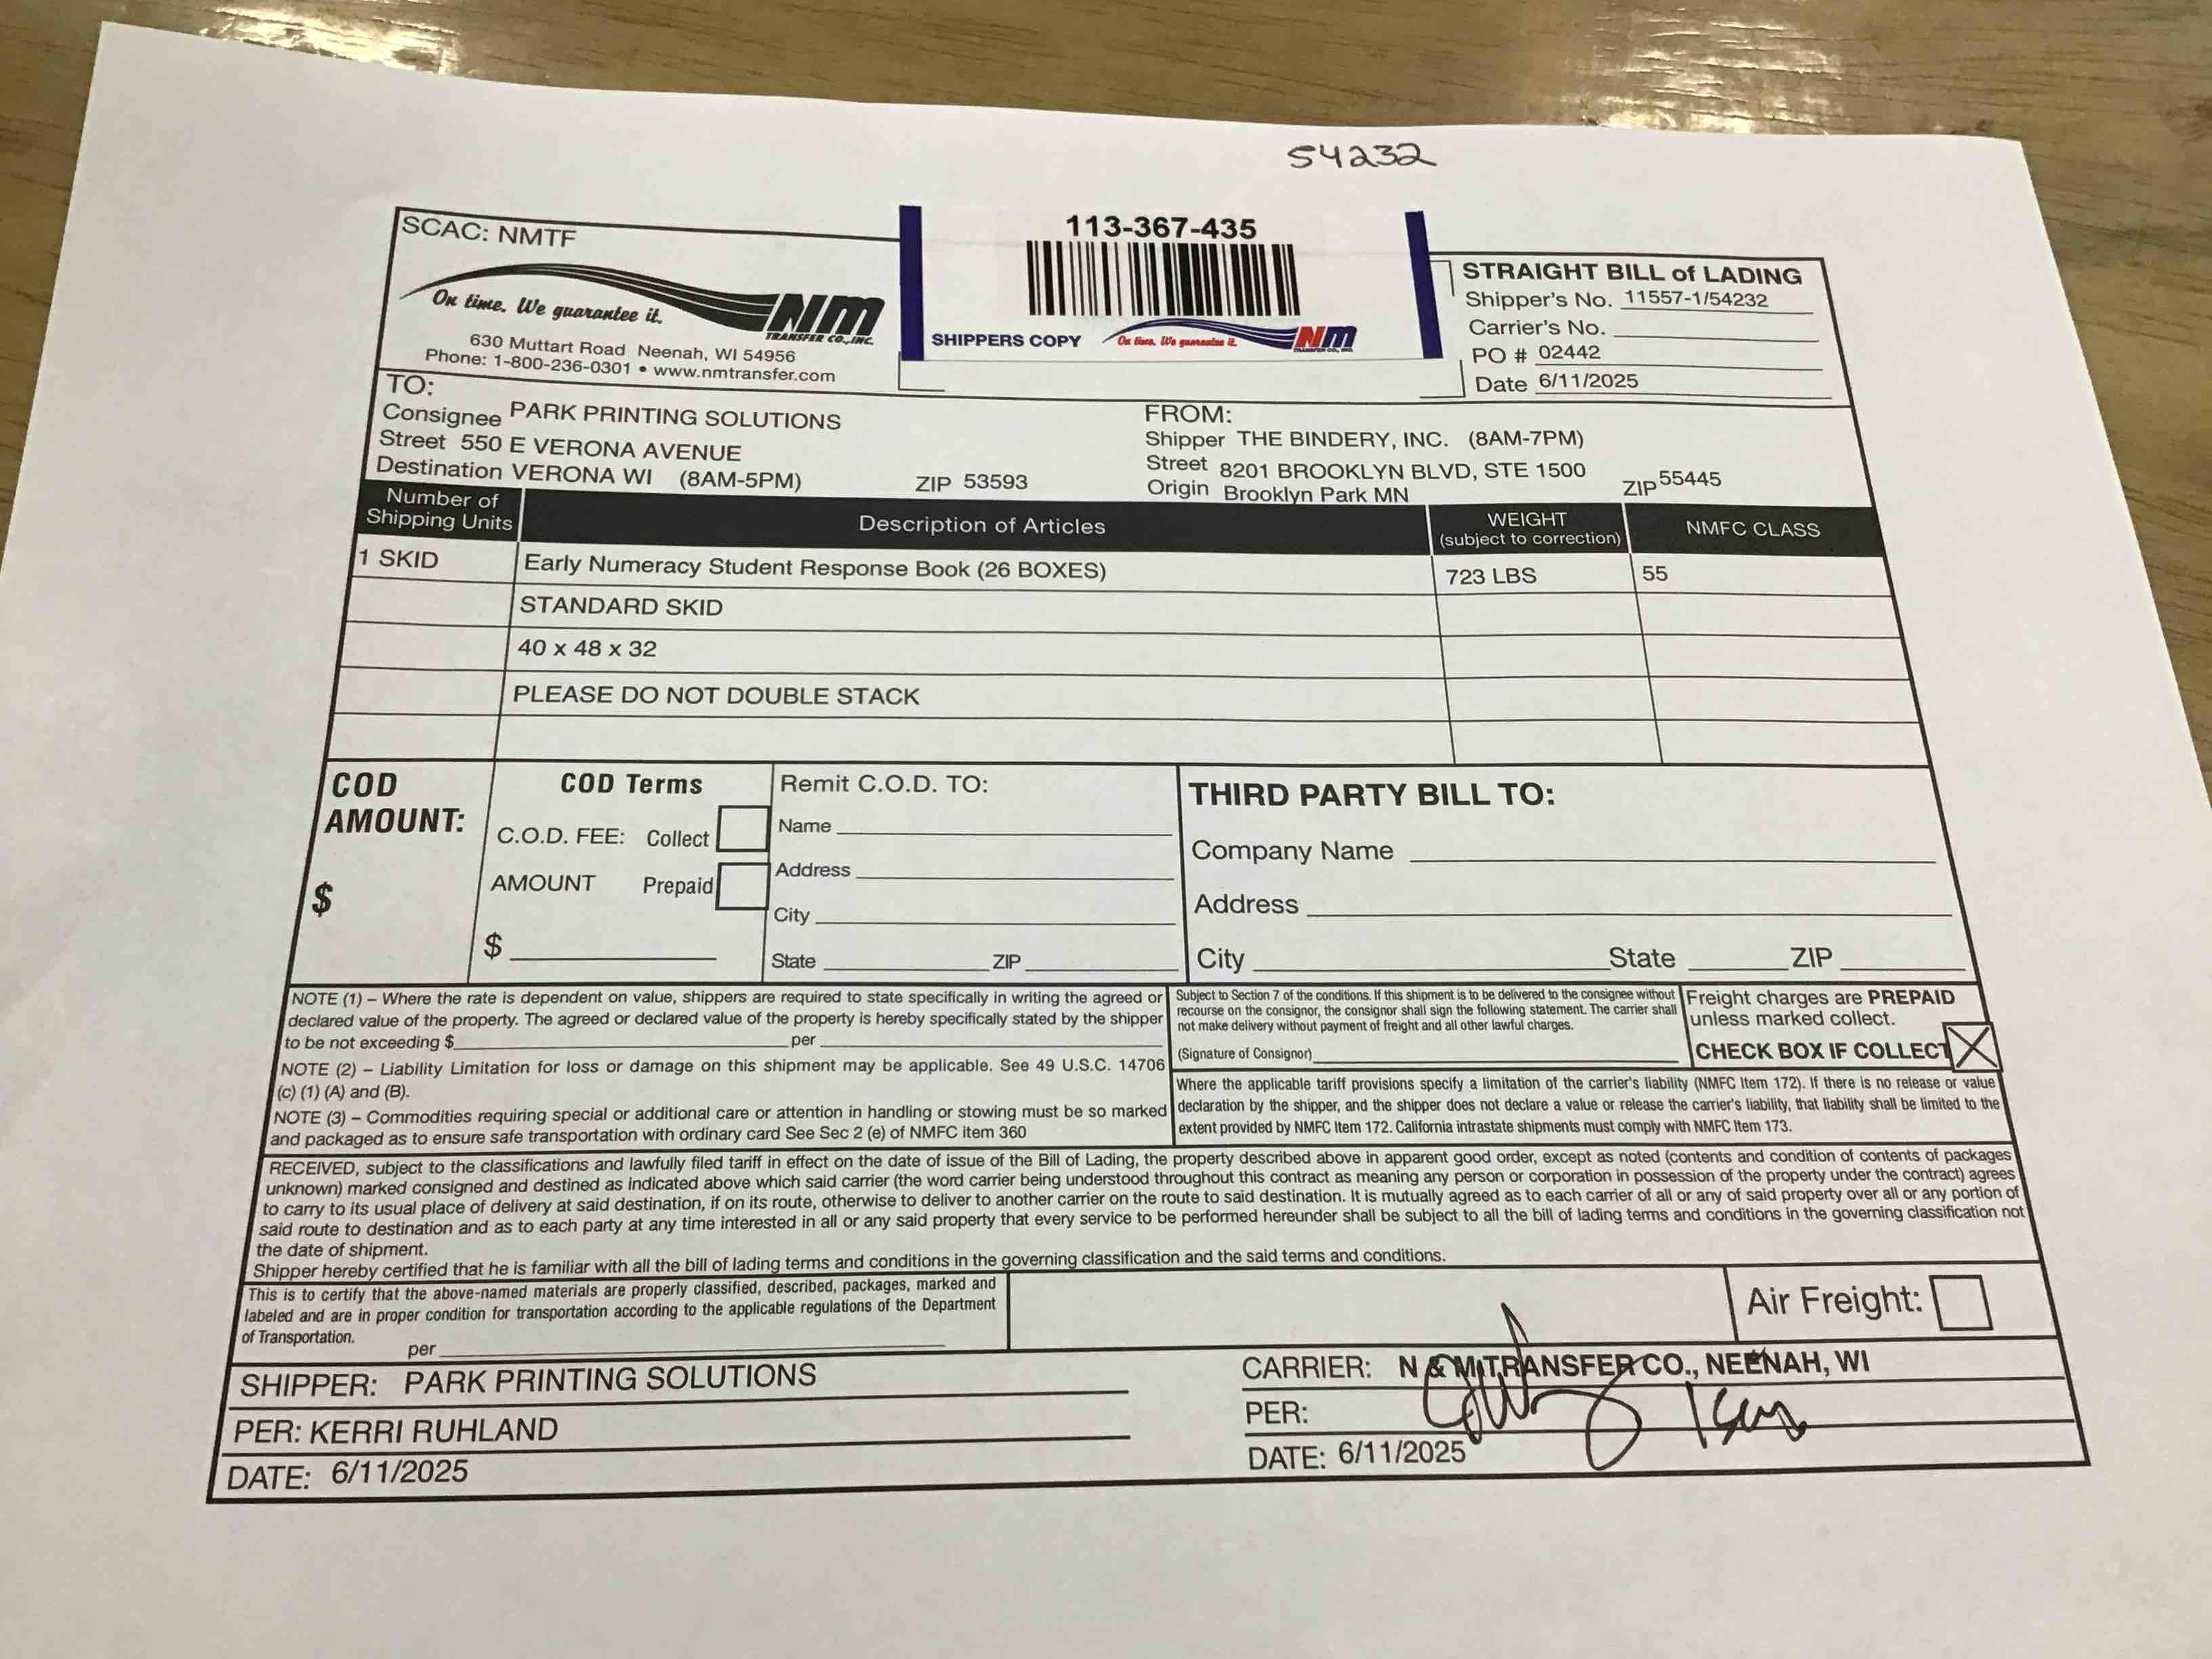 54232
SCAC: NMTF
On time. We guarantee it.
NM
TRANSFER CO., INC.
630 Muttart Road Neenah, WI 54956
Phone: 1-800-236-0301 • www.nmtransfer.com
113-367-435
SHIPPERS COPY
On time. We guarantee it.
NM
TRANSFER CO., INC.
STRAIGHT BILL of LADING
Shipper's No. 11557-1/54232
Carrier's No.
PO # 02442
Date 6/11/2025
TO:
Consignee PARK PRINTING SOLUTIONS
Street 550 E VERONA AVENUE
Destination VERONA WI (8AM-5PM) ZIP 53593
FROM:
Shipper THE BINDERY, INC. (8AM-7PM)
Street 8201 BROOKLYN BLVD, STE 1500
Origin Brooklyn Park MN ZIP 55445
Number of
Shipping Units
Description of Articles
WEIGHT
(subject to correction)
NMFC CLASS
1 SKID Early Numeracy Student Response Book (26 BOXES) 723 LBS 55
STANDARD SKID
40 x 48 x 32
PLEASE DO NOT DOUBLE STACK
COD
AMOUNT:
$
COD Terms
C.O.D. FEE: Collect
AMOUNT Prepaid
$
Remit C.O.D. TO:
Name
Address
City
State ZIP
THIRD PARTY BILL TO:
Company Name
Address
City State ZIP
NOTE (1) – Where the rate is dependent on value, shippers are required to state specifically in writing the agreed or
declared value of the property. The agreed or declared value of the property is hereby specifically stated by the shipper
to be not exceeding $ per
NOTE (2) – Liability Limitation for loss or damage on this shipment may be applicable. See 49 U.S.C. 14706
(c) (1) (A) and (B).
NOTE (3) – Commodities requiring special or additional care or attention in handling or stowing must be so marked
and packaged as to ensure safe transportation with ordinary card See Sec 2 (e) of NMFC item 360
Subject to Section 7 of the conditions. If this shipment is to be delivered to the consignee without
recourse on the consignor, the consignor shall sign the following statement. The carrier shall
not make delivery without payment of freight and all other lawful charges.
(Signature of Consignor)
Freight charges are PREPAID
unless marked collect.
CHECK BOX IF COLLECT
Where the applicable tariff provisions specify a limitation of the carrier's liability (NMFC Item 172). If there is no release or value
declaration by the shipper, and the shipper does not declare a value or release the carrier's liability, that liability shall be limited to the
extent provided by NMFC Item 172. California intrastate shipments must comply with NMFC Item 173.
RECEIVED, subject to the classifications and lawfully filed tariff in effect on the date of issue of the Bill of Lading, the property described above in apparent good order, except as noted (contents and condition of contents of packages
unknown) marked consigned and destined as indicated above which said carrier (the word carrier being understood throughout this contract as meaning any person or corporation in possession of the property under the contract) agrees
to carry to its usual place of delivery at said destination, if on its route, otherwise to deliver to another carrier on the route to said destination. It is mutually agreed as to each carrier of all or any of said property over all or any portion of
said route to destination and as to each party at any time interested in all or any said property that every service to be performed hereunder shall be subject to all the bill of lading terms and conditions in the governing classification not
the date of shipment.
Shipper hereby certified that he is familiar with all the bill of lading terms and conditions in the governing classification and the said terms and conditions.
This is to certify that the above-named materials are properly classified, described, packages, marked and
labeled and are in proper condition for transportation according to the applicable regulations of the Department
of Transportation.
per
Air Freight:
SHIPPER: PARK PRINTING SOLUTIONS
PER: KERRI RUHLAND
DATE: 6/11/2025
CARRIER: N & M TRANSFER CO., NEENAH, WI
PER:
DATE: 6/11/2025